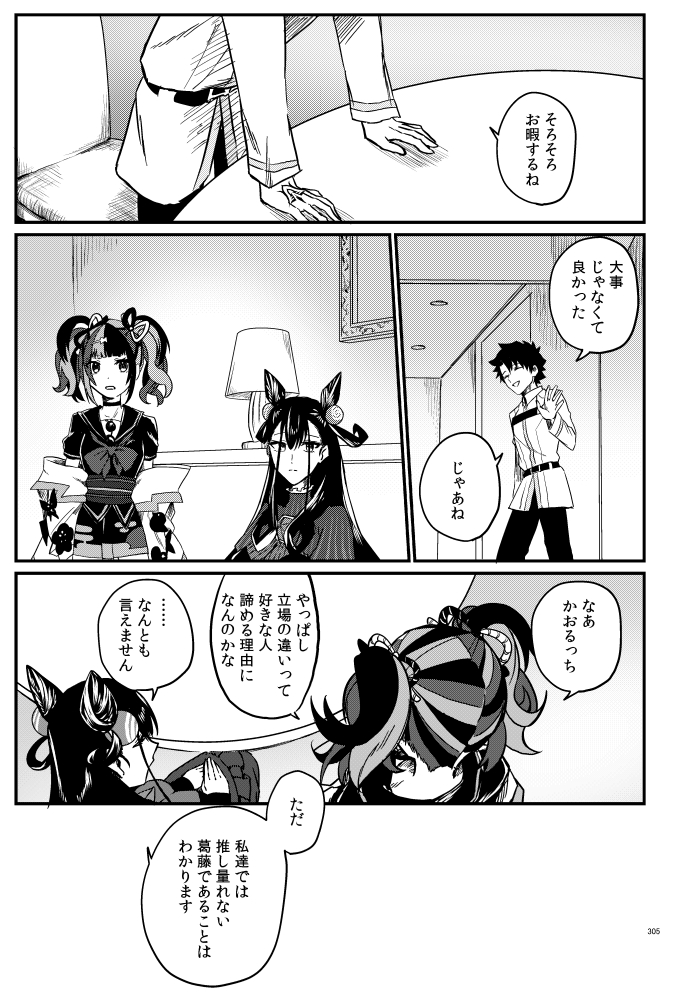 そろそろ
お暇するね
大事
じゃなくて
良かった
じゃあね
なあ
かおるっち
やっぱし
立場の違いって
好きな人
諦める理由に
なんのかな
……
なんとも
言えません
ただ
私達では
推し量れない
葛藤であることは
わかります
305